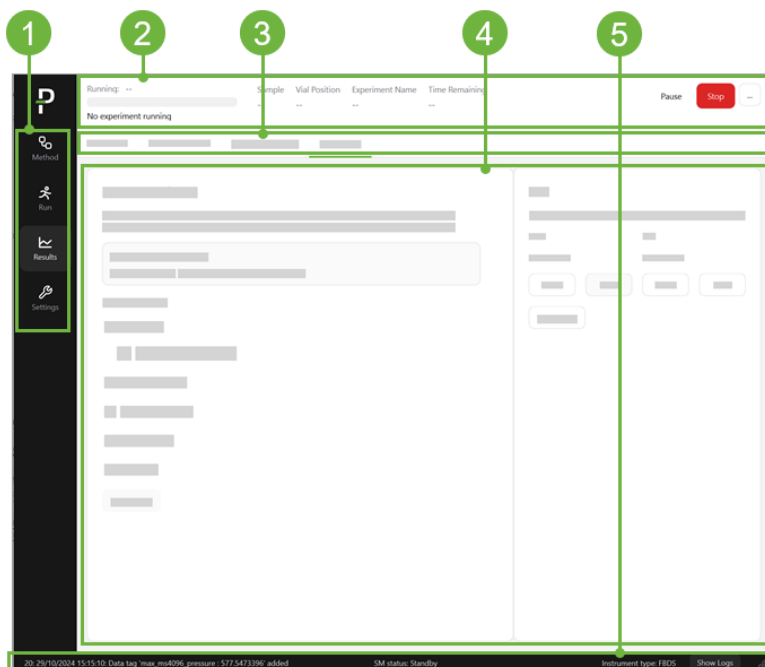 1 2 3 4 5
Running: -- Sample Vial Position Experiment Name Time Remaining
-- -- -- --
No experiment running
Pause Stop --
Method
Run
Results
Settings
20: 29/10/2024 15:15:10: Data tag 'max_ms4096_pressure : 577.5473396' added SM status: Standby Instrument type: FBDS Show Logs